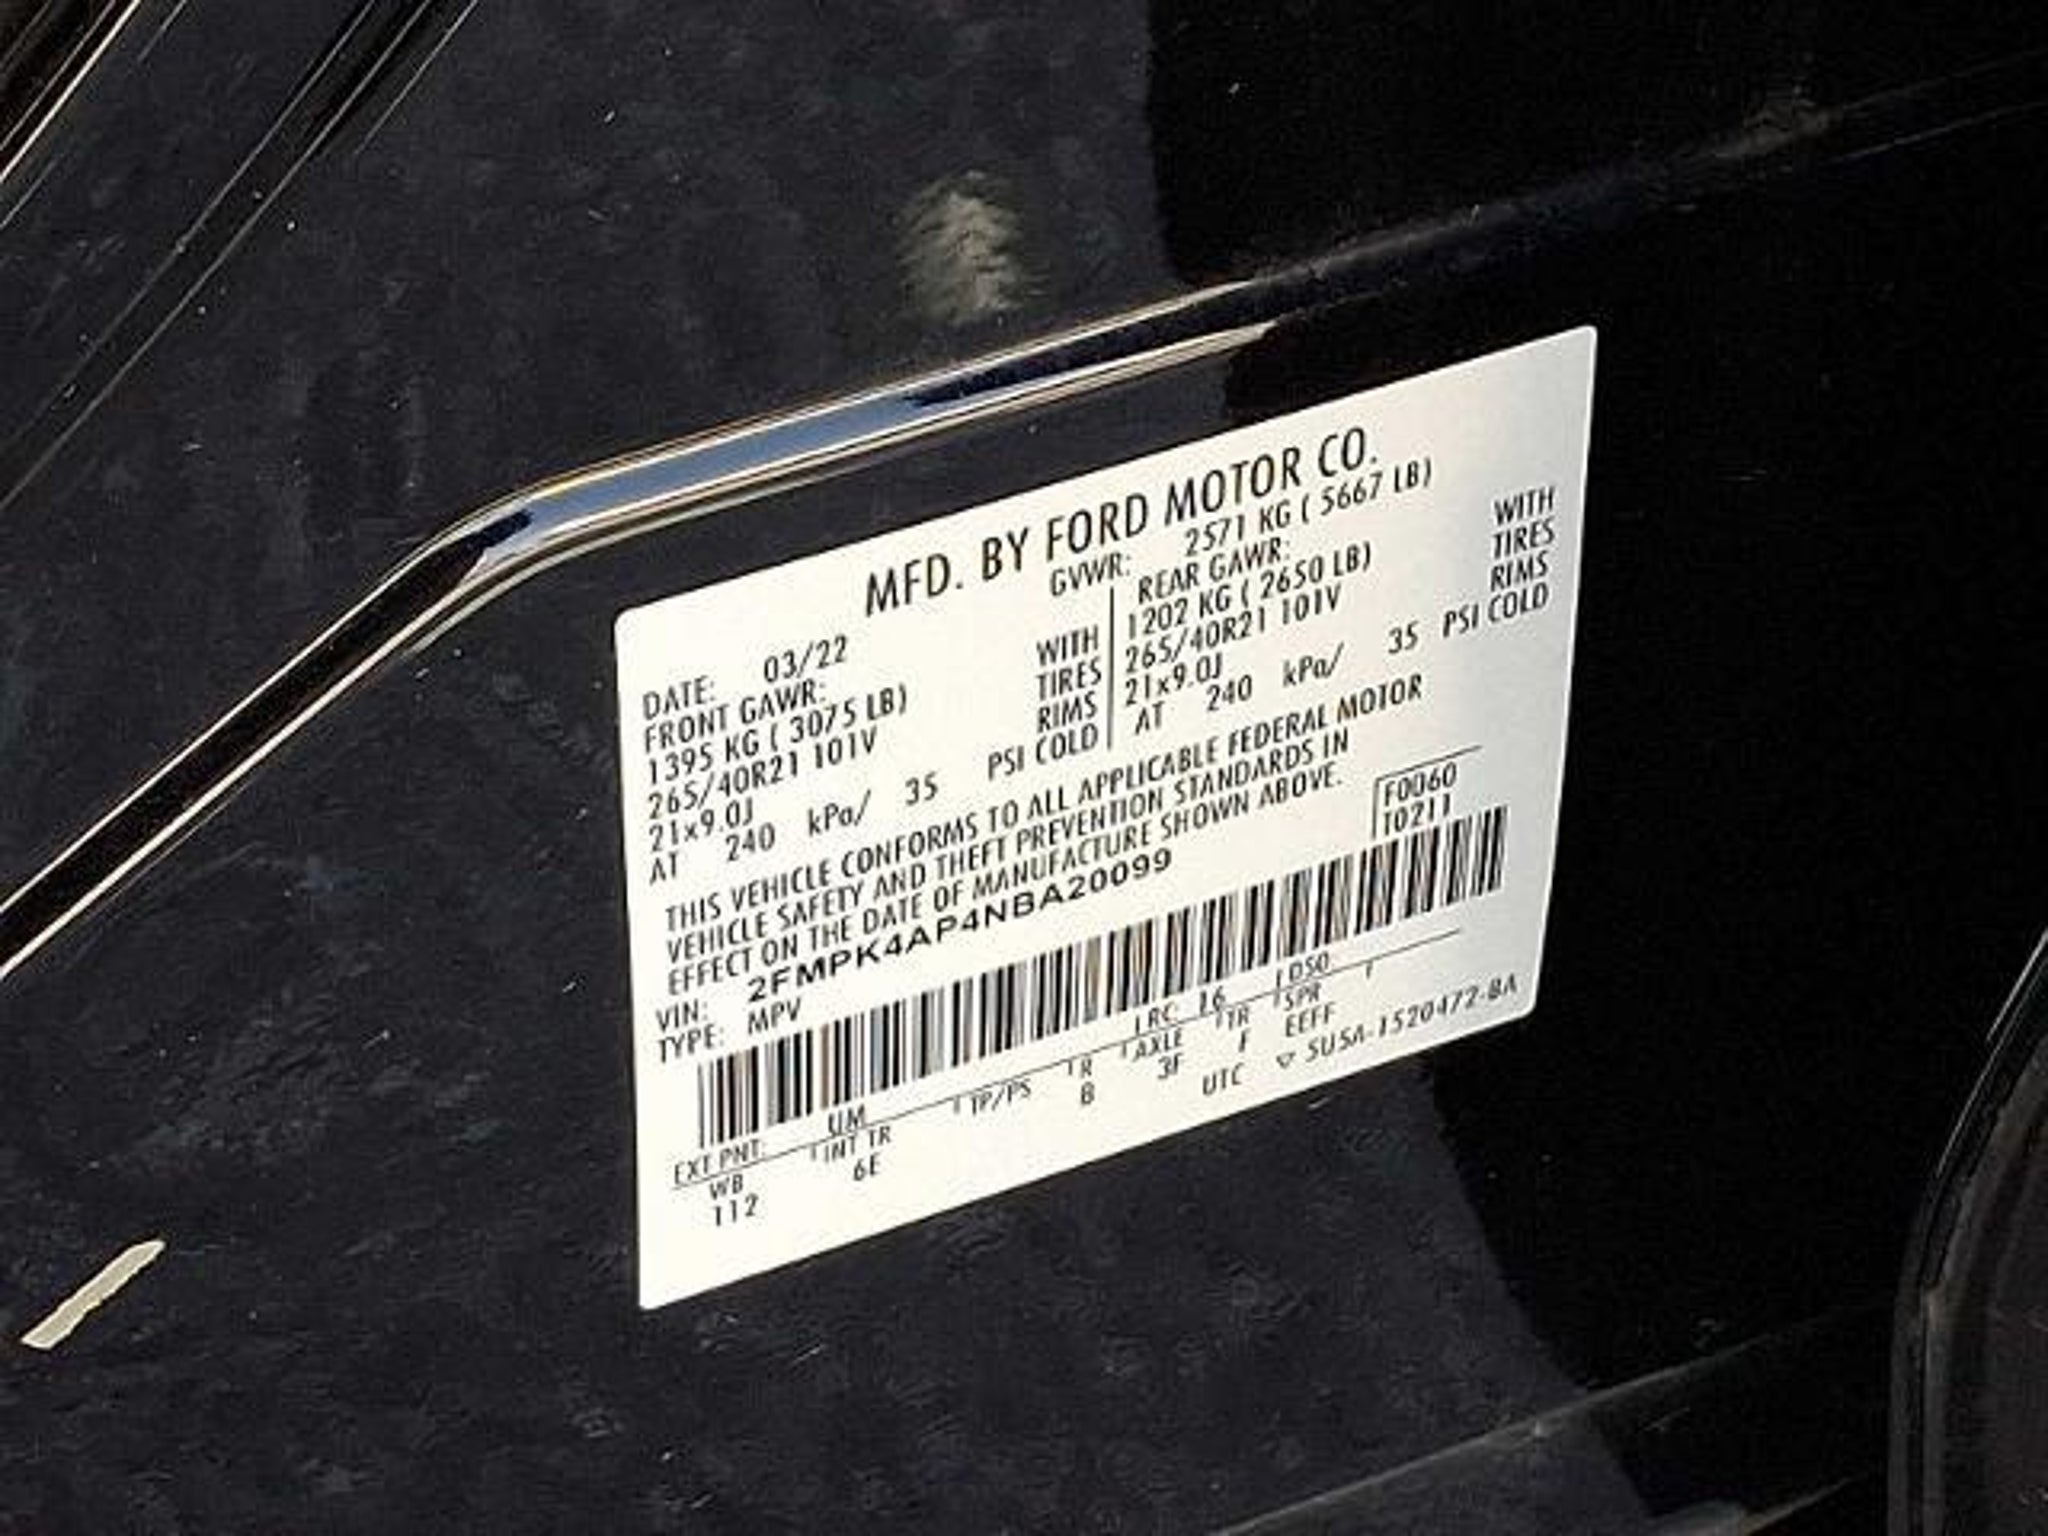 MFD. BY FORD MOTOR CO.
DATE: 03/22 GVWR: 2571 KG ( 5667 LB)
FRONT GAWR: REAR GAWR:
1395 KG ( 3075 LB) WITH 1202 KG ( 2650 LB) WITH
265/40R21 101V TIRES 265/40R21 101V TIRES
21x9.0J RIMS 21x9.0J RIMS
AT 240 kPa/ 35 PSI COLD AT 240 kPa/ 35 PSI COLD
THIS VEHICLE CONFORMS TO ALL APPLICABLE FEDERAL MOTOR
VEHICLE SAFETY AND THEFT PREVENTION STANDARDS IN
EFFECT ON THE DATE OF MANUFACTURE SHOWN ABOVE.
VIN: 2FMPK4AP4NBA20099 F0060
TYPE: MPV T0211
EXT PNT: UM RC: 16 DSO
WB INT TR TP/PS R AXLE TR SPR
112 6E B 3F F EEFF
UTC ▽ 5U5A-1520472-BA